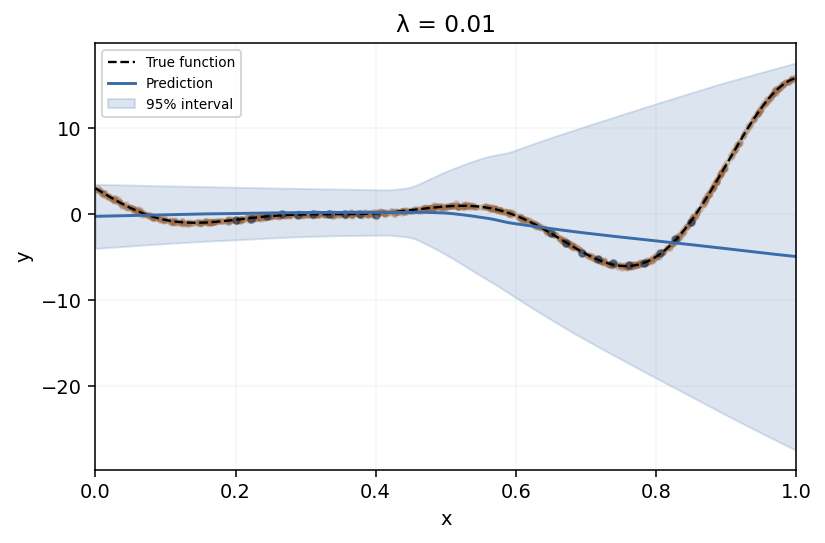 λ = 0.01
True function
Prediction
95% interval
y
10
0
−10
−20
0.0 0.2 0.4 0.6 0.8 1.0
x